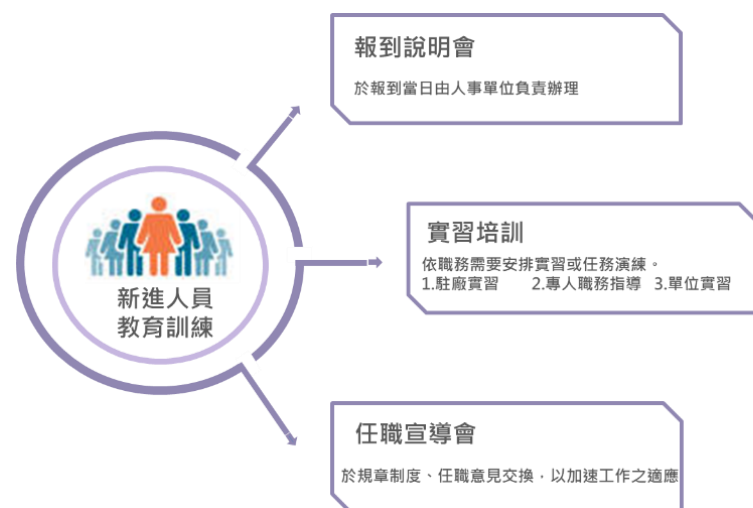 報到說明會
於報到當日由人事單位負責辦理
新進人員
教育訓練
實習培訓
依職務需要安排實習或任務演練。
1.駐廠實習 2.專人職務指導 3.單位實習
任職宣導會
於規章制度、任職意見交換，以加速工作之適應